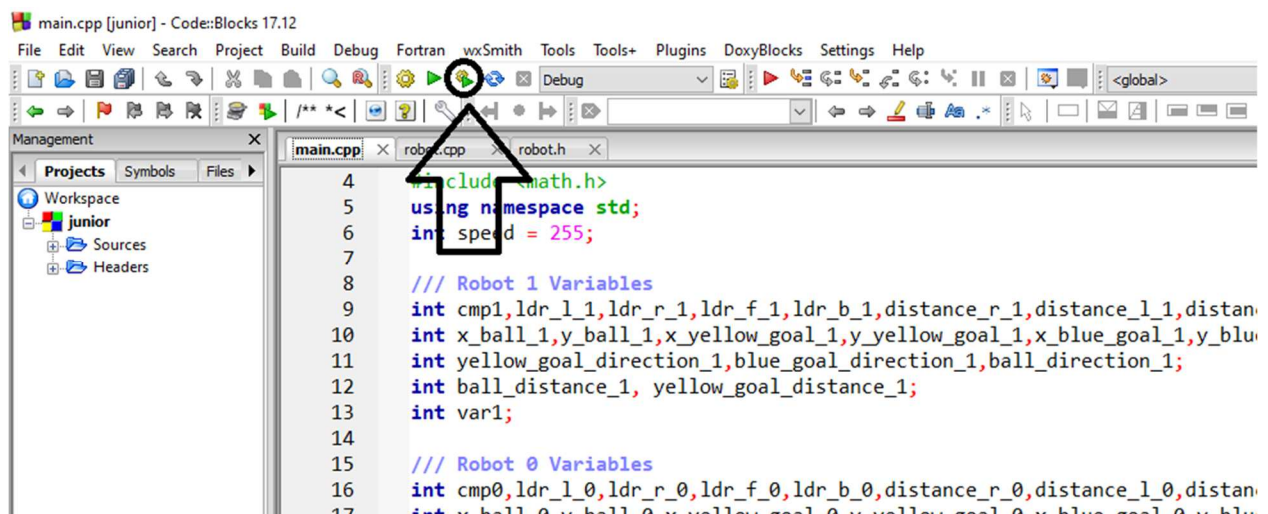 main.cpp [junior] - Code::Blocks 17.12
File Edit View Search Project Build Debug Fortran wxSmith Tools Tools+ Plugins DoxyBlocks Settings Help
Debug <global>
/** *<
Management
main.cpp robot.cpp robot.h
Projects Symbols Files
Workspace
junior
Sources
Headers
4 #include <math.h>
5 using namespace std;
6 int speed = 255;
7
8 /// Robot 1 Variables
9 int cmp1,ldr_l_1,ldr_r_1,ldr_f_1,ldr_b_1,distance_r_1,distance_l_1,distan
10 int x_ball_1,y_ball_1,x_yellow_goal_1,y_yellow_goal_1,x_blue_goal_1,y_blu
11 int yellow_goal_direction_1,blue_goal_direction_1,ball_direction_1;
12 int ball_distance_1, yellow_goal_distance_1;
13 int var1;
14
15 /// Robot 0 Variables
16 int cmp0,ldr_l_0,ldr_r_0,ldr_f_0,ldr_b_0,distance_r_0,distance_l_0,distan